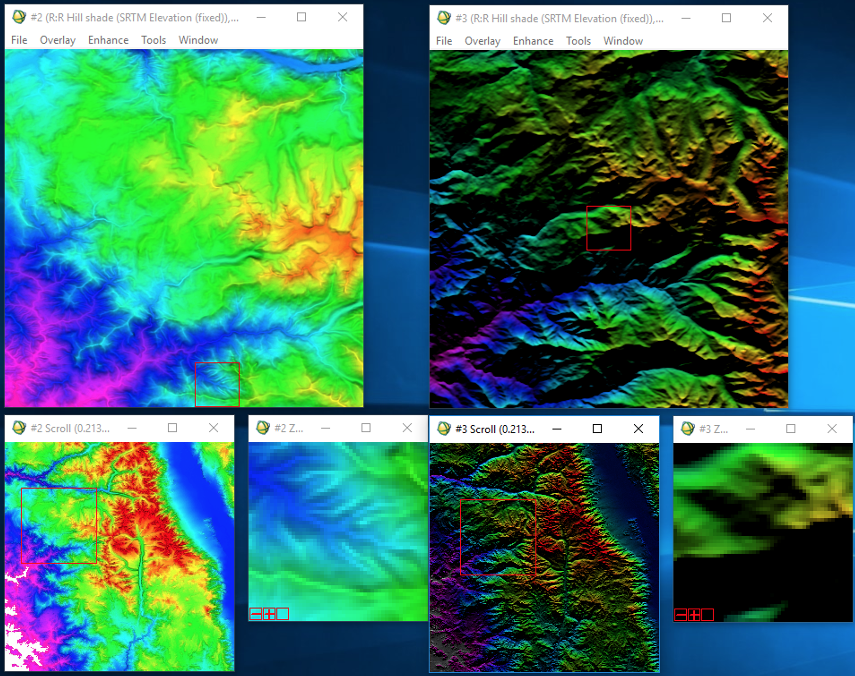 #2 (R:R Hill shade (SRTM Elevation (fixed)),...
File Overlay Enhance Tools Window
#3 (R:R Hill shade (SRTM Elevation (fixed)),...
File Overlay Enhance Tools Window
#2 Scroll (0.213...
#2 Z...
#3 Scroll (0.213...
#3 Z...